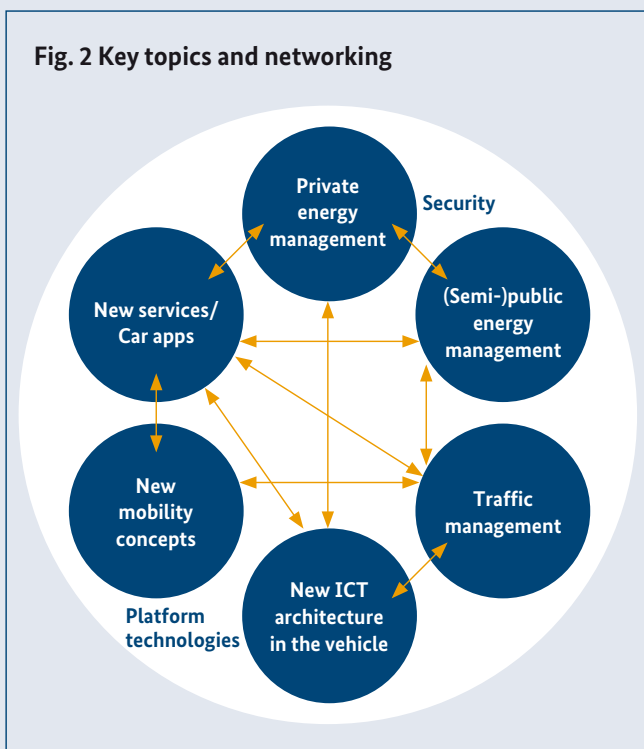 Fig. 2 Key topics and networking
Private
energy
management
Security
New services/
Car apps
(Semi-)public
energy
management
New
mobility
concepts
Traffic
management
Platform
technologies
New ICT
architecture
in the vehicle